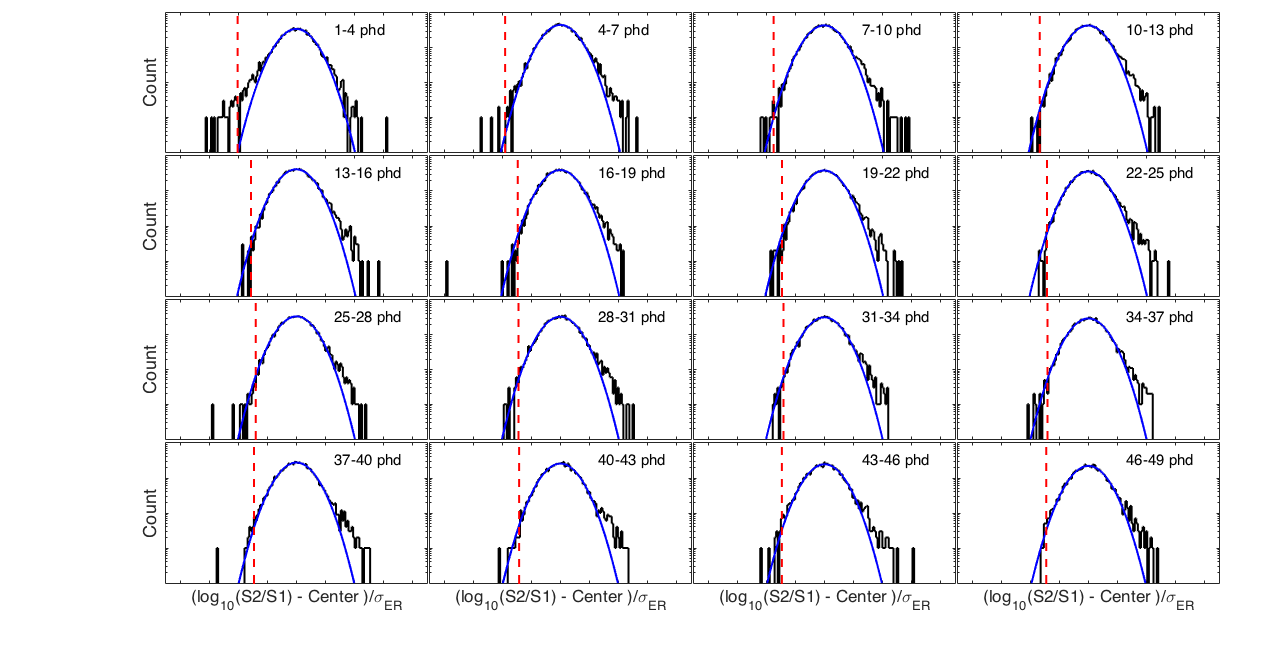 Count 1-4 phd 4-7 phd 7-10 phd 10-13 phd
Count 13-16 phd 16-19 phd 19-22 phd 22-25 phd
Count 25-28 phd 28-31 phd 31-34 phd 34-37 phd
Count 37-40 phd 40-43 phd 43-46 phd 46-49 phd
(log10(S2/S1) - Center )/σER (log10(S2/S1) - Center )/σER (log10(S2/S1) - Center )/σER (log10(S2/S1) - Center )/σER